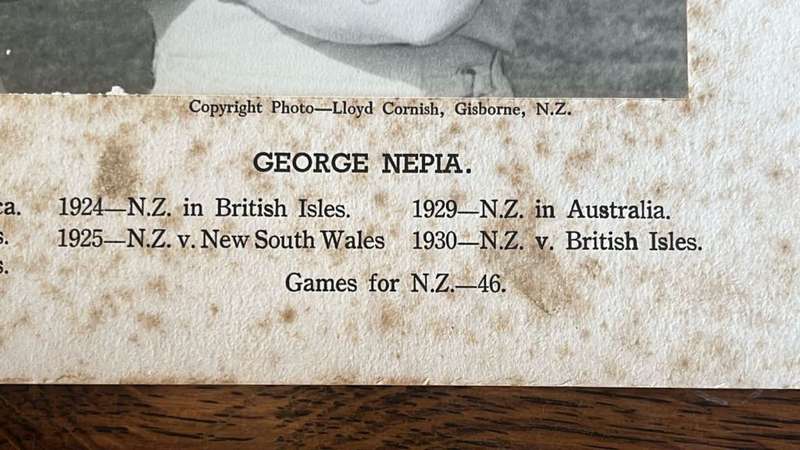 Copyright Photo—Lloyd Cornish, Gisborne, N.Z.
GEORGE NEPIA.
1924—N.Z. in British Isles. 1929—N.Z. in Australia.
1925—N.Z. v. New South Wales 1930—N.Z. v. British Isles.
Games for N.Z.—46.